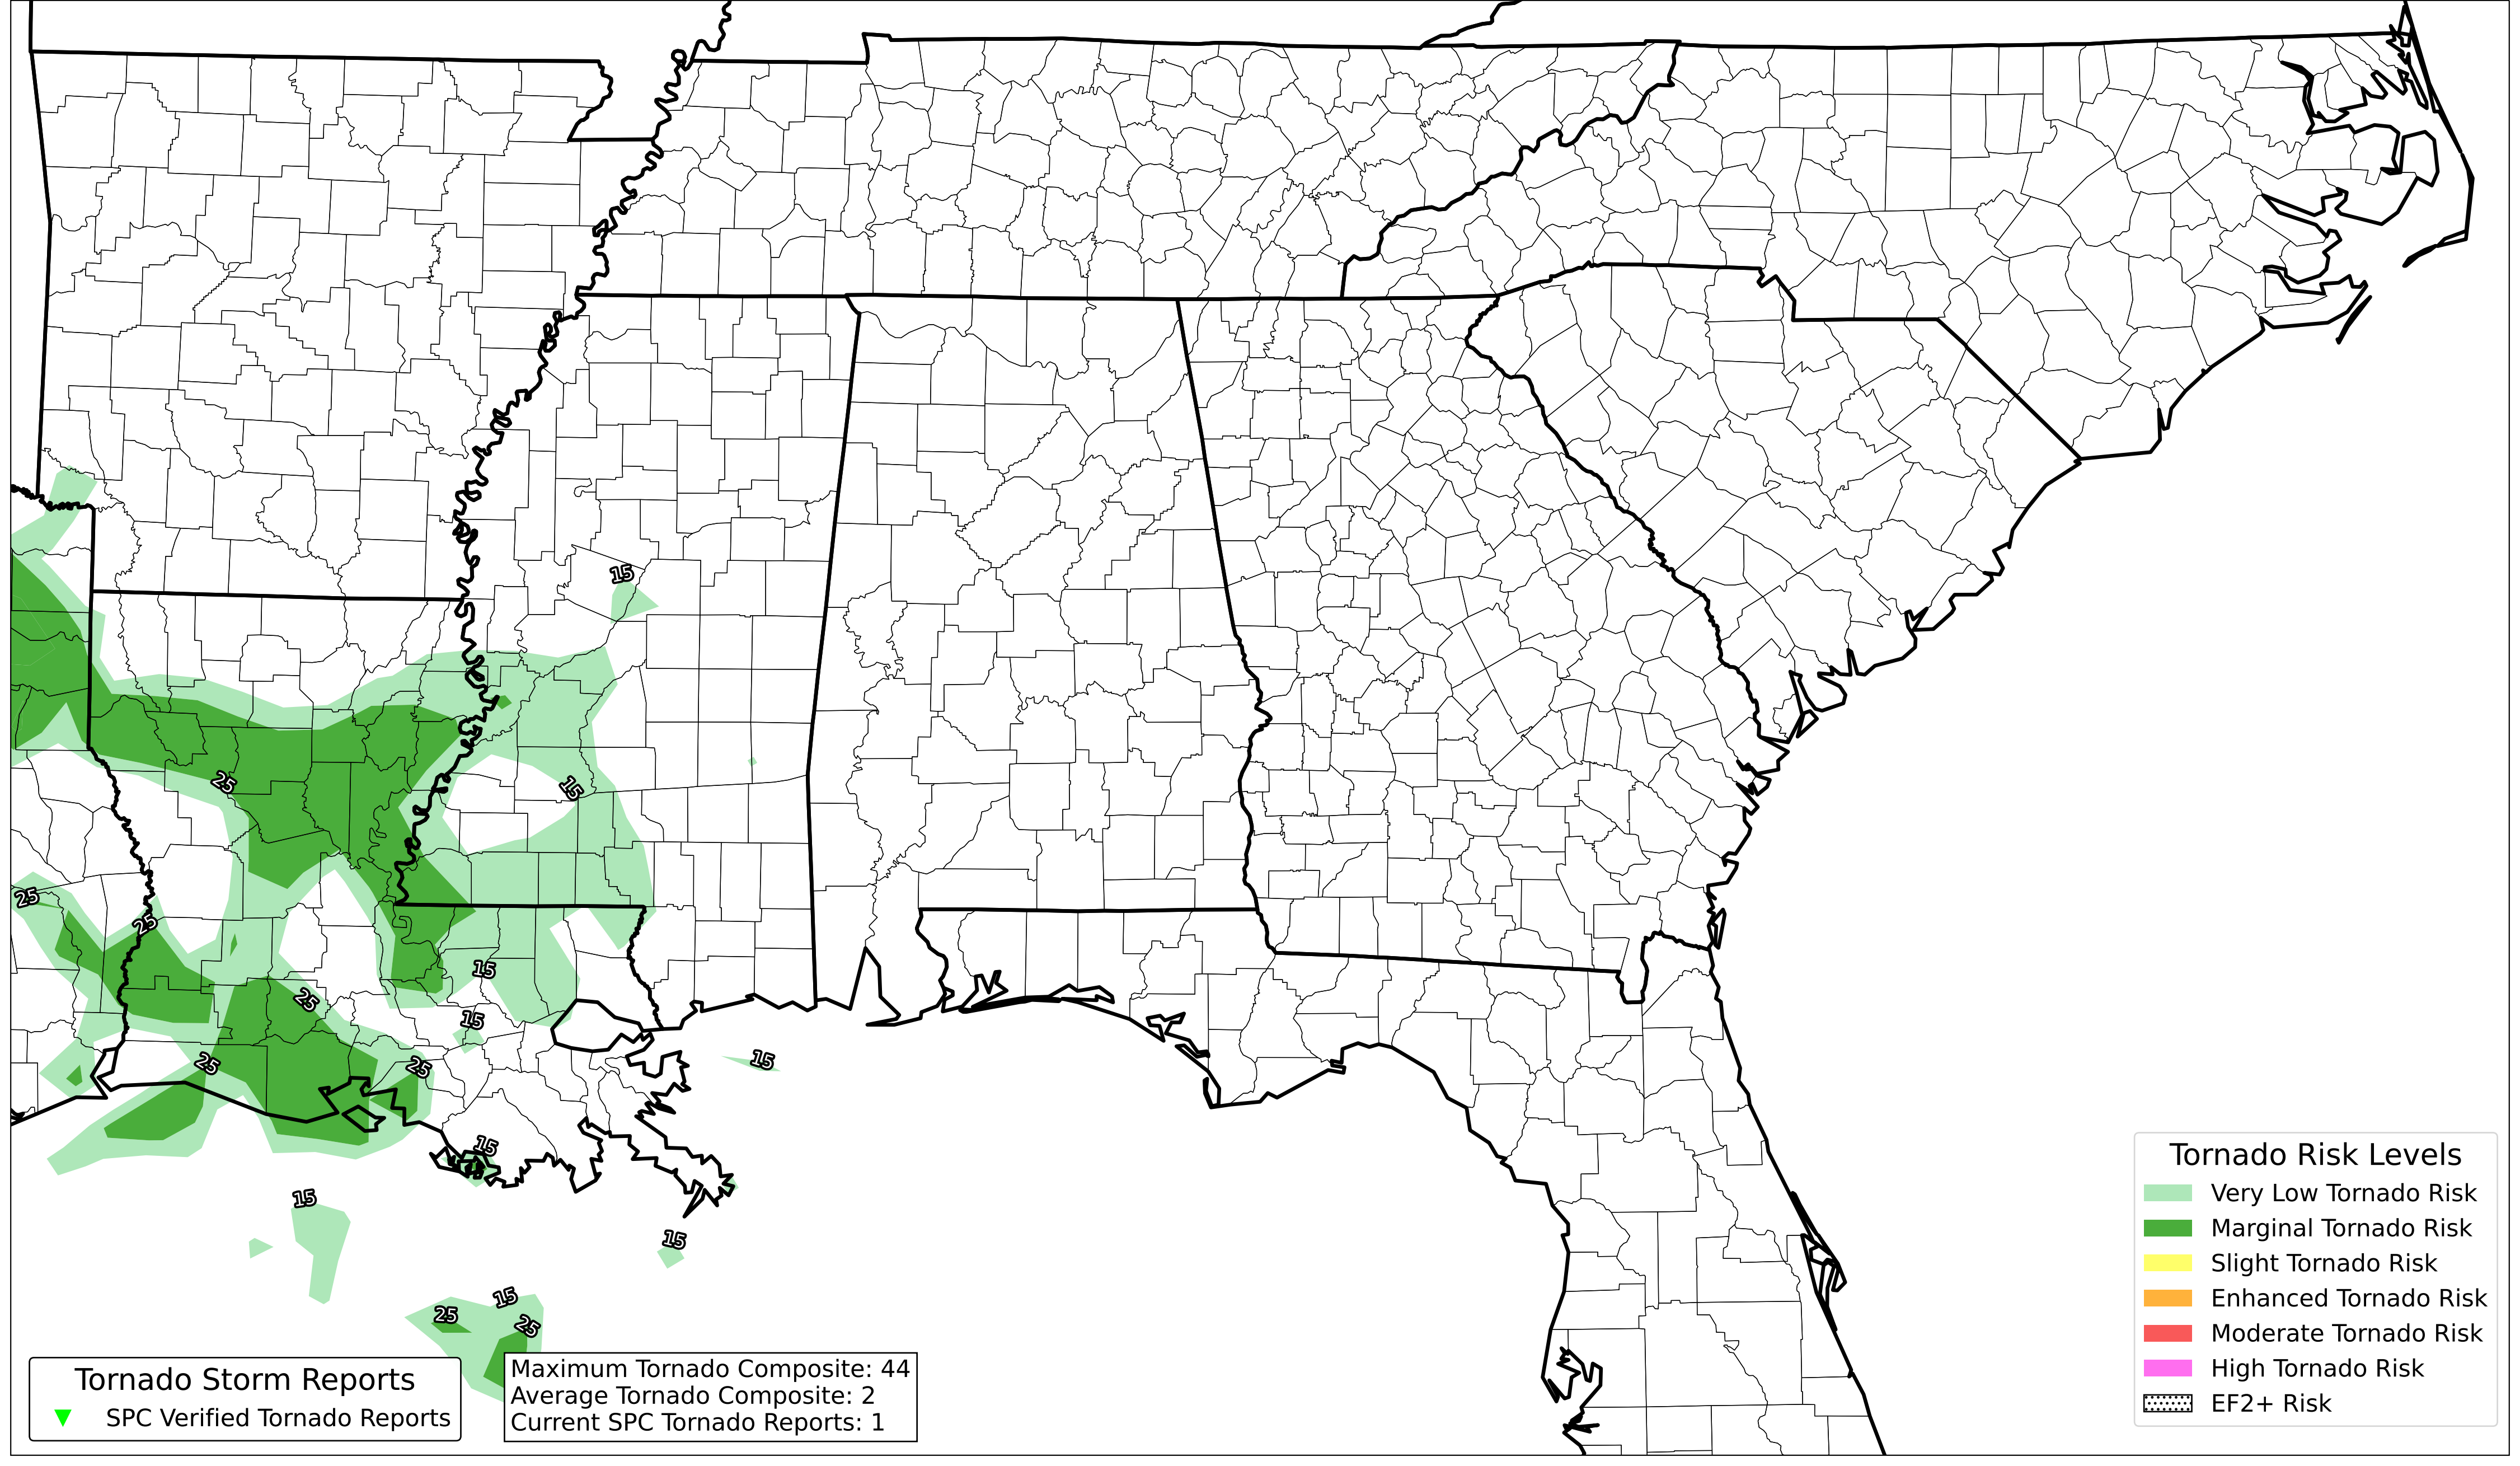 15
15
25
25
25
15
25
15
25
25
15
15
15
15
15
25
25
Tornado Storm Reports
SPC Verified Tornado Reports
Maximum Tornado Composite: 44
Average Tornado Composite: 2
Current SPC Tornado Reports: 1
Tornado Risk Levels
Very Low Tornado Risk
Marginal Tornado Risk
Slight Tornado Risk
Enhanced Tornado Risk
Moderate Tornado Risk
High Tornado Risk
EF2+ Risk